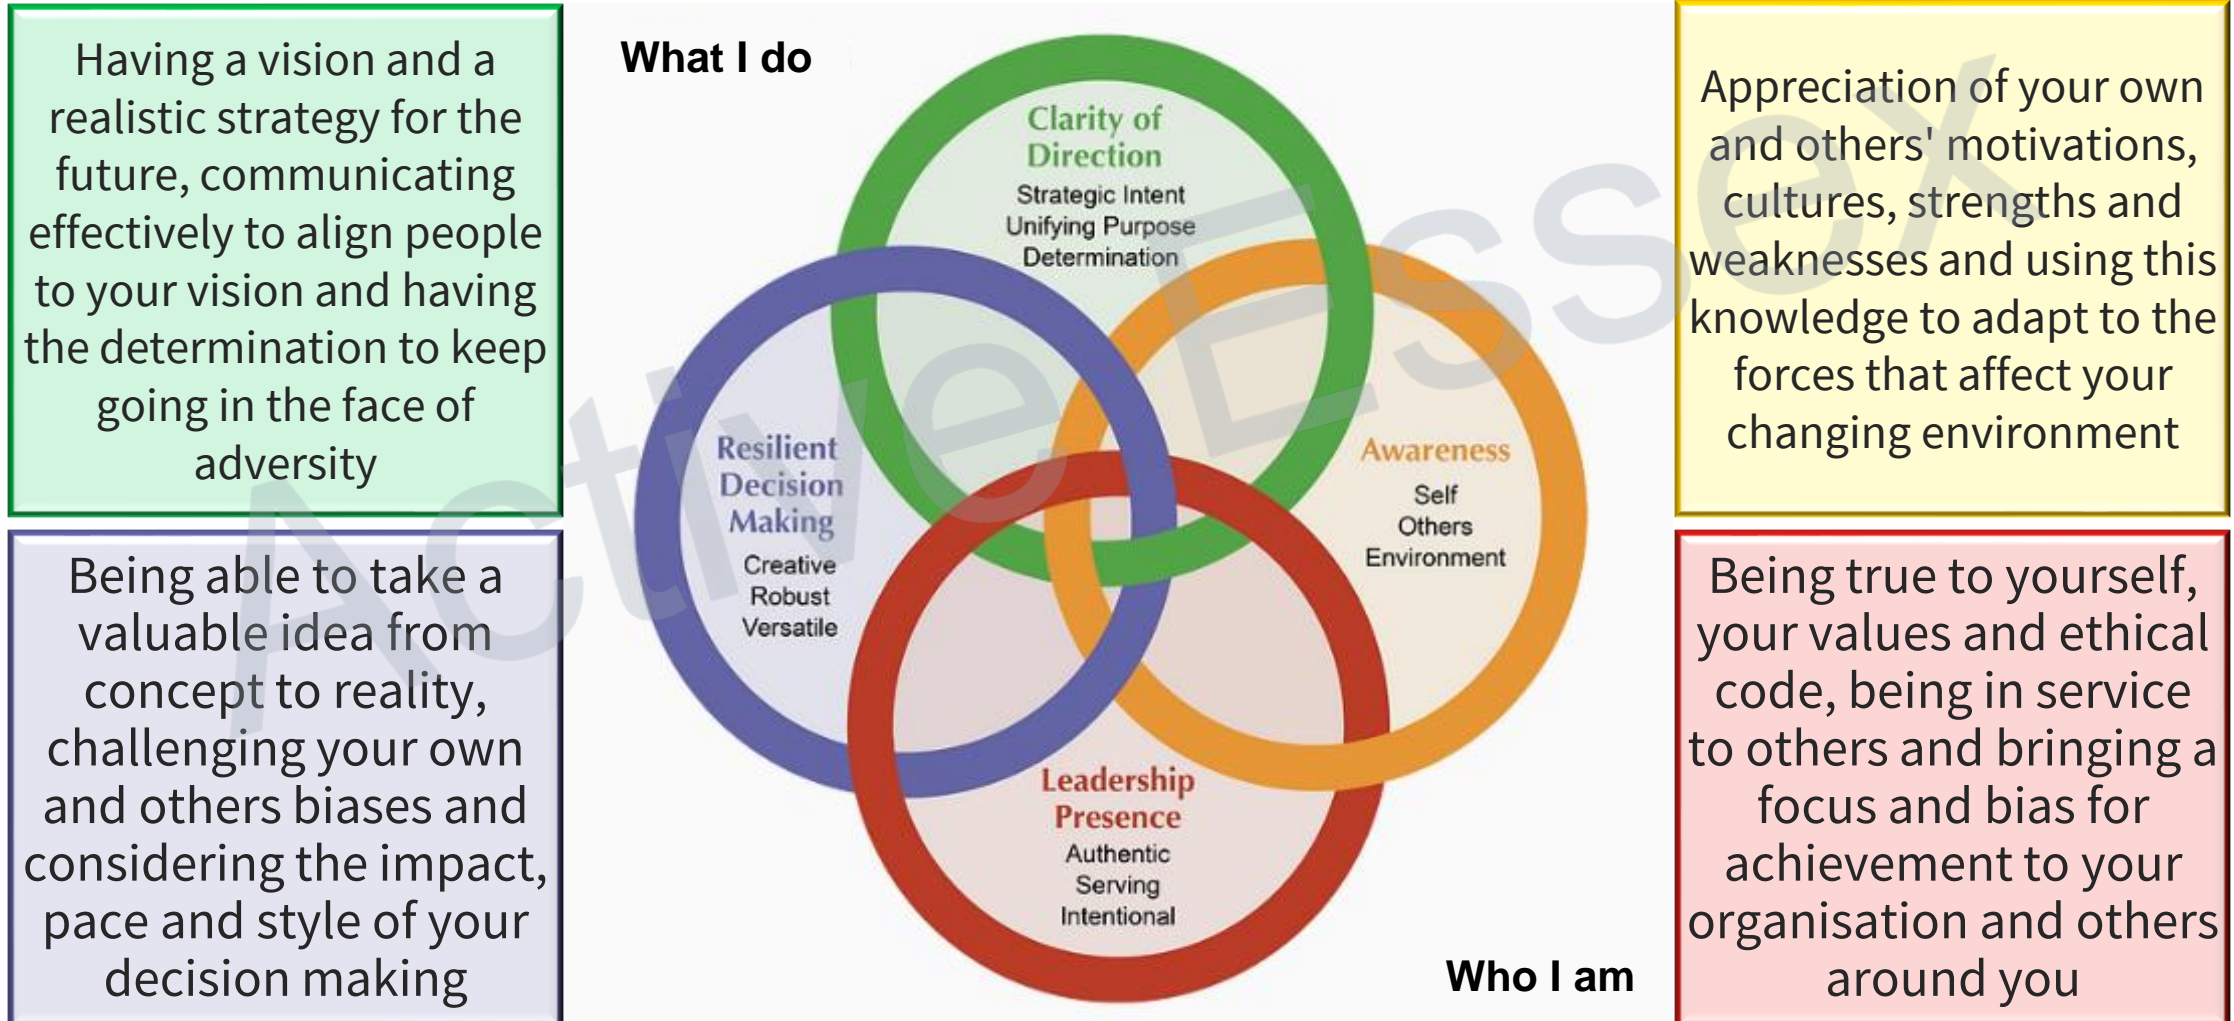 Having a vision and a
realistic strategy for the
future, communicating
effectively to align people
to your vision and having
the determination to keep
going in the face of
adversity
Being able to take a
valuable idea from
concept to reality,
challenging your own
and others biases and
considering the impact,
pace and style of your
decision making
What I do
Clarity of
Direction
Strategic Intent
Unifying Purpose
Determination
Resilient
Decision
Making
Creative
Robust
Versatile
Awareness
Self
Others
Environment
Leadership
Presence
Authentic
Serving
Intentional
Who I am
Appreciation of your own
and others' motivations,
cultures, strengths and
weaknesses and using this
knowledge to adapt to the
forces that affect your
changing environment
Being true to yourself,
your values and ethical
code, being in service
to others and bringing a
focus and bias for
achievement to your
organisation and others
around you
Active Essex